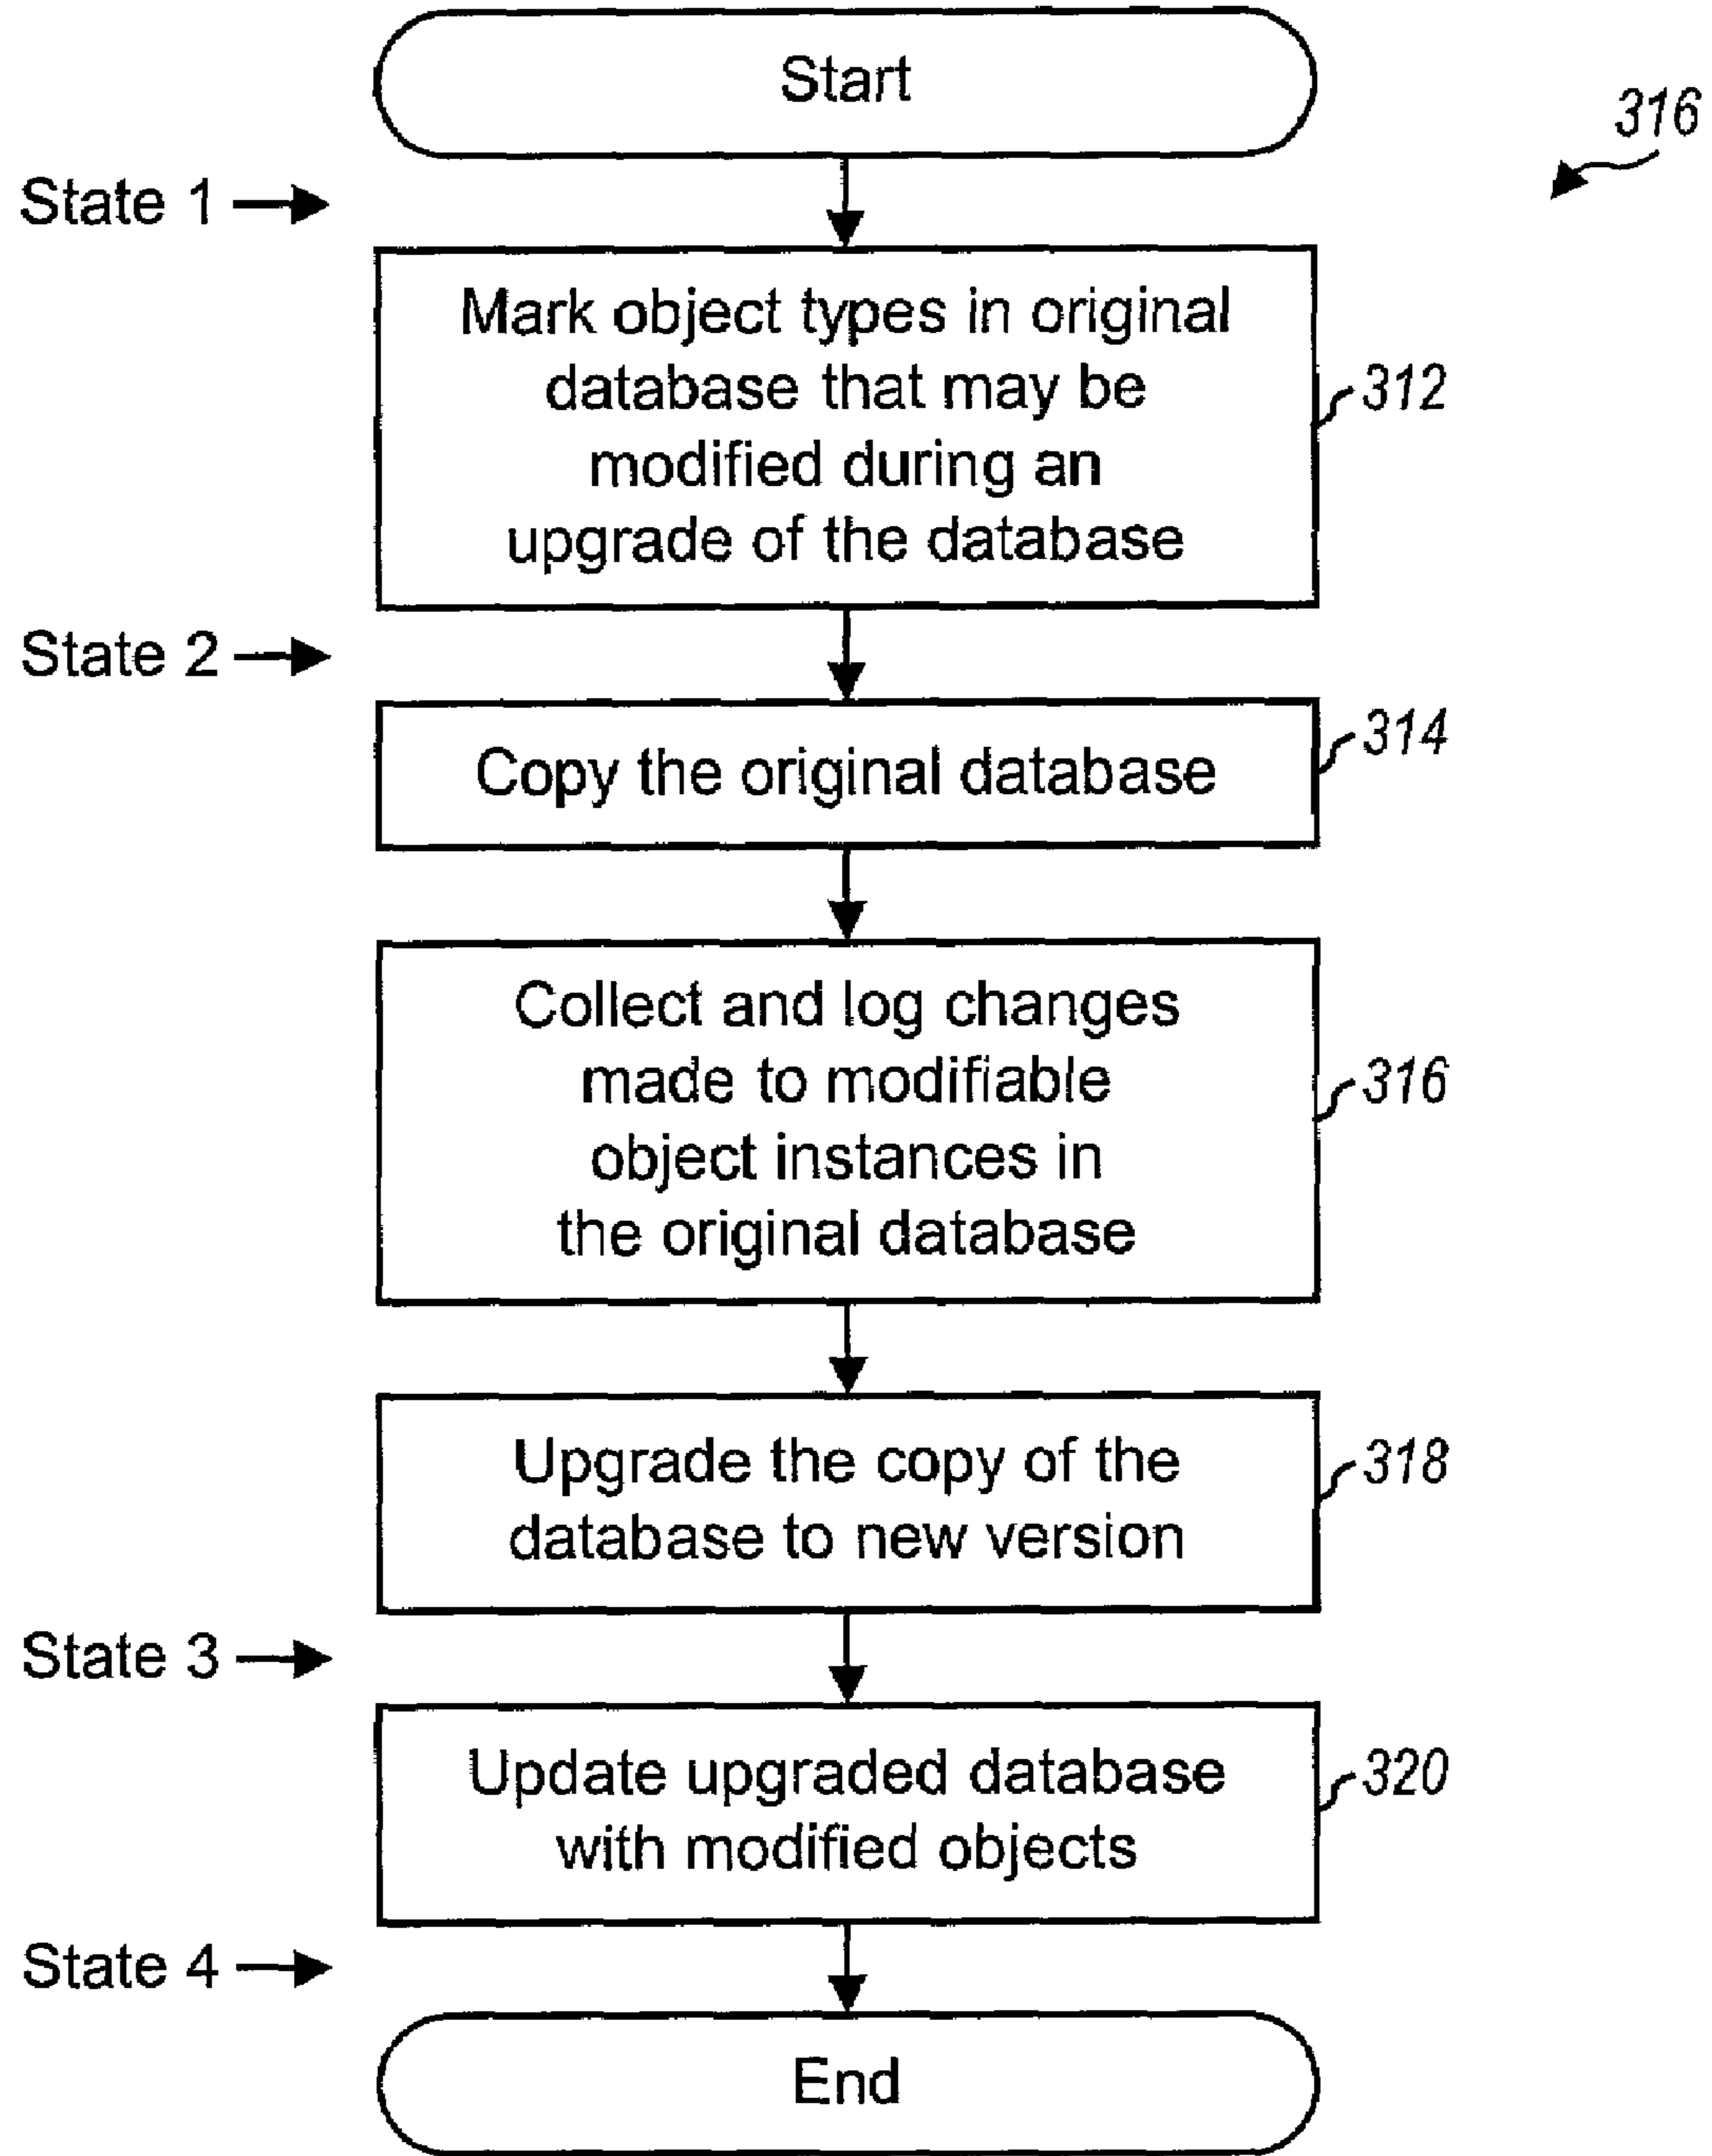 Start
316
State 1
Mark object types in original
database that may be
modified during an
upgrade of the database
312
State 2
Copy the original database
314
Collect and log changes
made to modifiable
object instances in
the original database
316
Upgrade the copy of the
database to new version
318
State 3
Update upgraded database
with modified objects
320
State 4
End